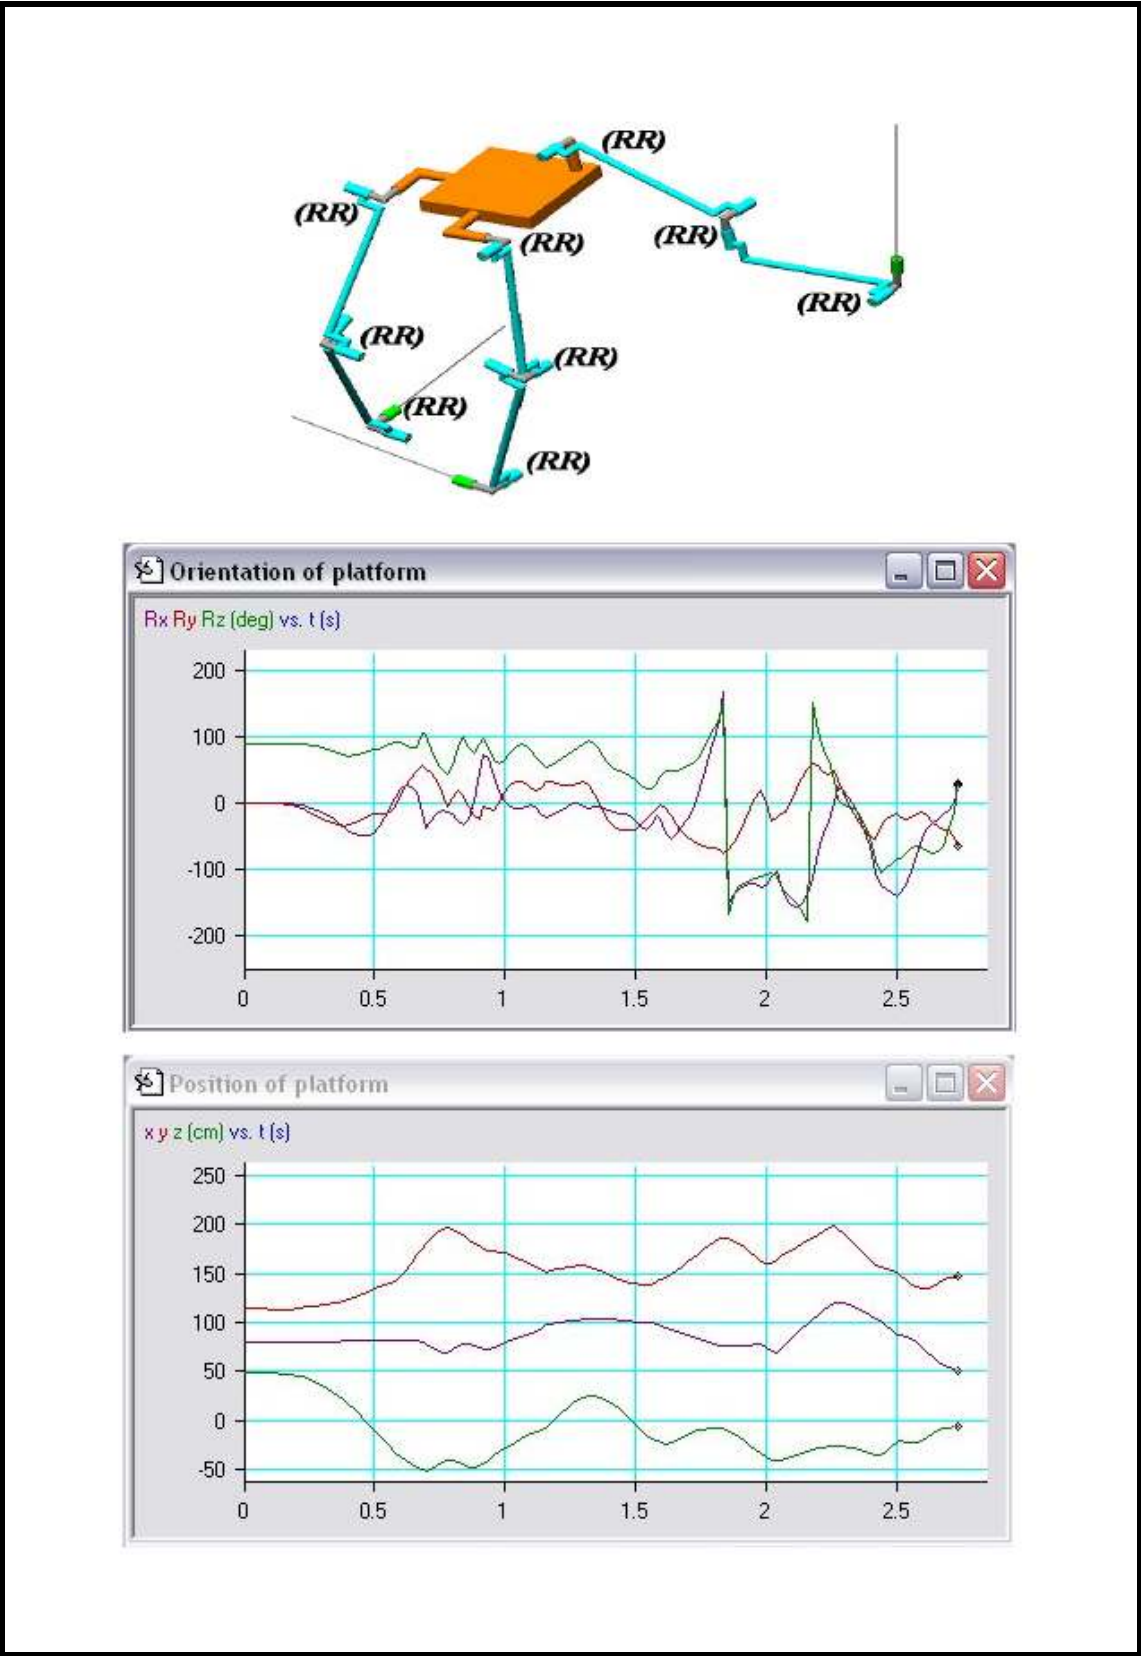 (RR)
(RR)
(RR)
(RR)
(RR)
(RR)
(RR)
(RR)
(RR)
Orientation of platform
Rx Ry Rz (deg) vs. t (s)
200
100
0
-100
-200
0 0.5 1 1.5 2 2.5
Position of platform
x y z (cm) vs. t (s)
250
200
150
100
50
0
-50
0 0.5 1 1.5 2 2.5